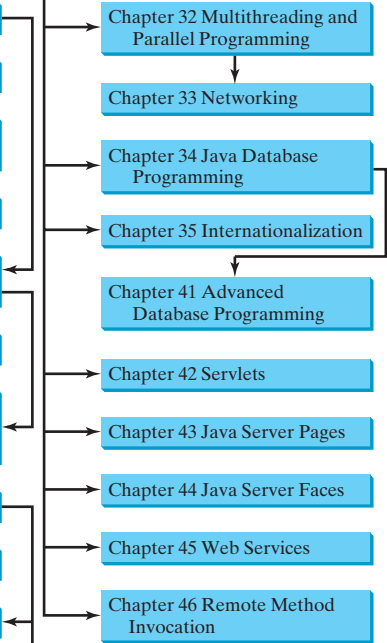 Chapter 32 Multithreading and
Parallel Programming
Chapter 33 Networking
Chapter 34 Java Database
Programming
Chapter 35 Internationalization
Chapter 41 Advanced
Database Programming
Chapter 42 Servlets
Chapter 43 Java Server Pages
Chapter 44 Java Server Faces
Chapter 45 Web Services
Chapter 46 Remote Method
Invocation